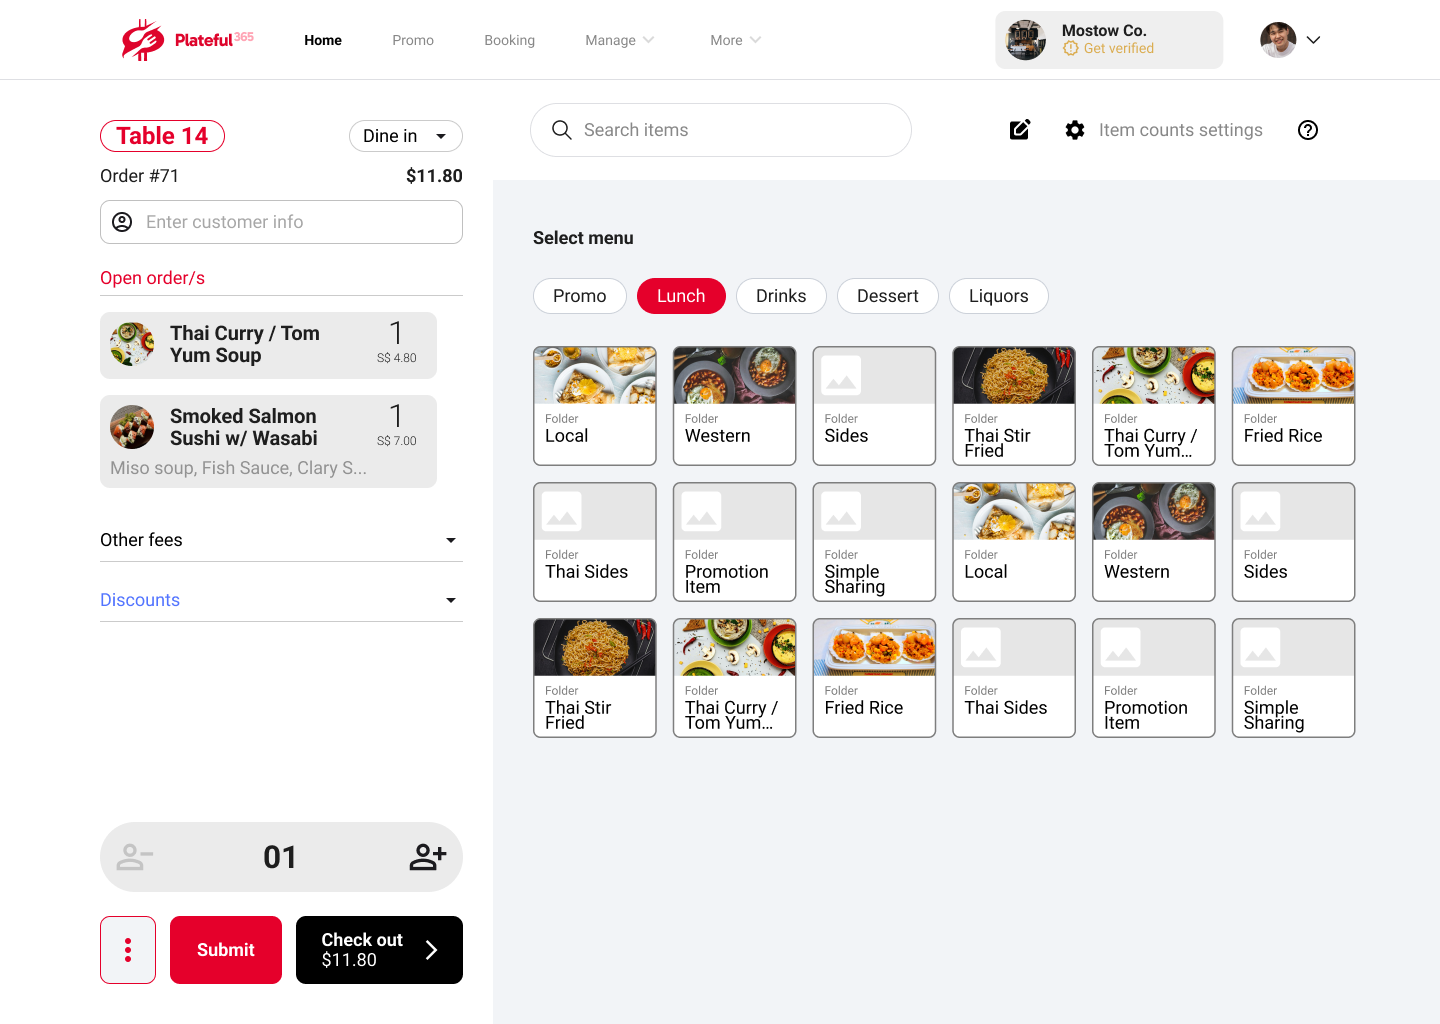 Plateful365
Home
Promo
Booking
Manage
More
Mostow Co.
Get verified
Table 14
Dine in
Order #71
$11.80
Enter customer info
Open order/s
Thai Curry / Tom
Yum Soup
1
S$ 4.80
Smoked Salmon
Sushi w/ Wasabi
1
S$ 7.00
Miso soup, Fish Sauce, Clary S...
Other fees
Discounts
01
Submit
Check out
$11.80
Search items
Item counts settings
Select menu
Promo
Lunch
Drinks
Dessert
Liquors
Folder
Local
Folder
Western
Folder
Sides
Folder
Thai Stir
Fried
Folder
Thai Curry /
Tom Yum...
Folder
Fried Rice
Folder
Thai Sides
Folder
Promotion
Item
Folder
Simple
Sharing
Folder
Local
Folder
Western
Folder
Sides
Folder
Thai Stir
Fried
Folder
Thai Curry /
Tom Yum...
Folder
Fried Rice
Folder
Thai Sides
Folder
Promotion
Item
Folder
Simple
Sharing